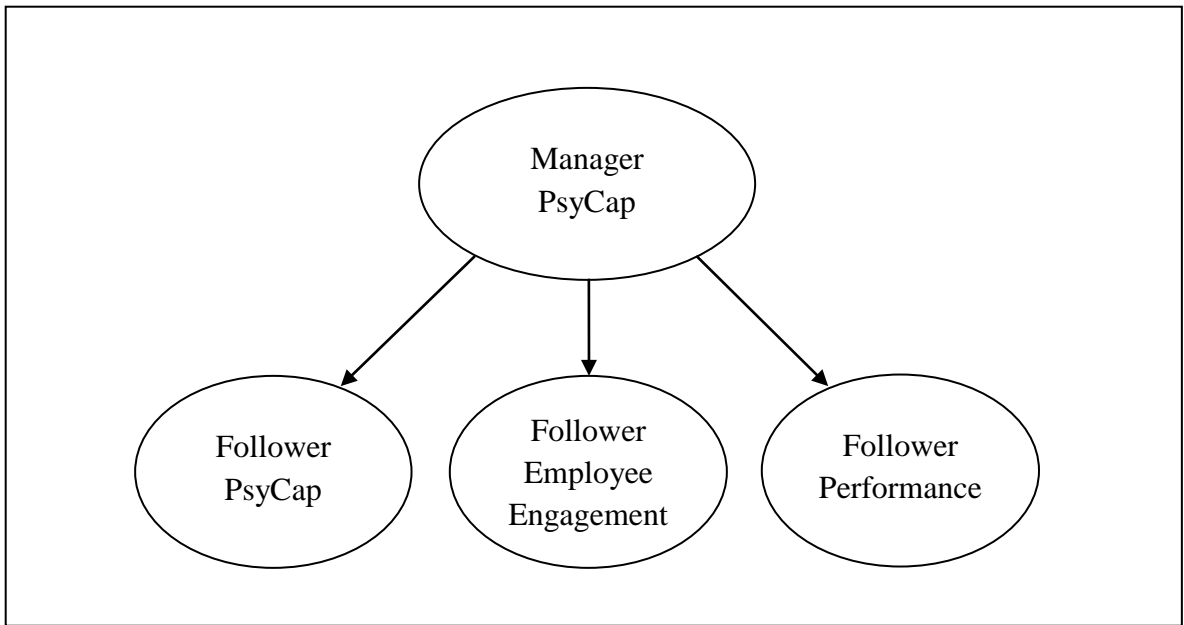 Manager
PsyCap
Follower
PsyCap
Follower
Employee
Engagement
Follower
Performance